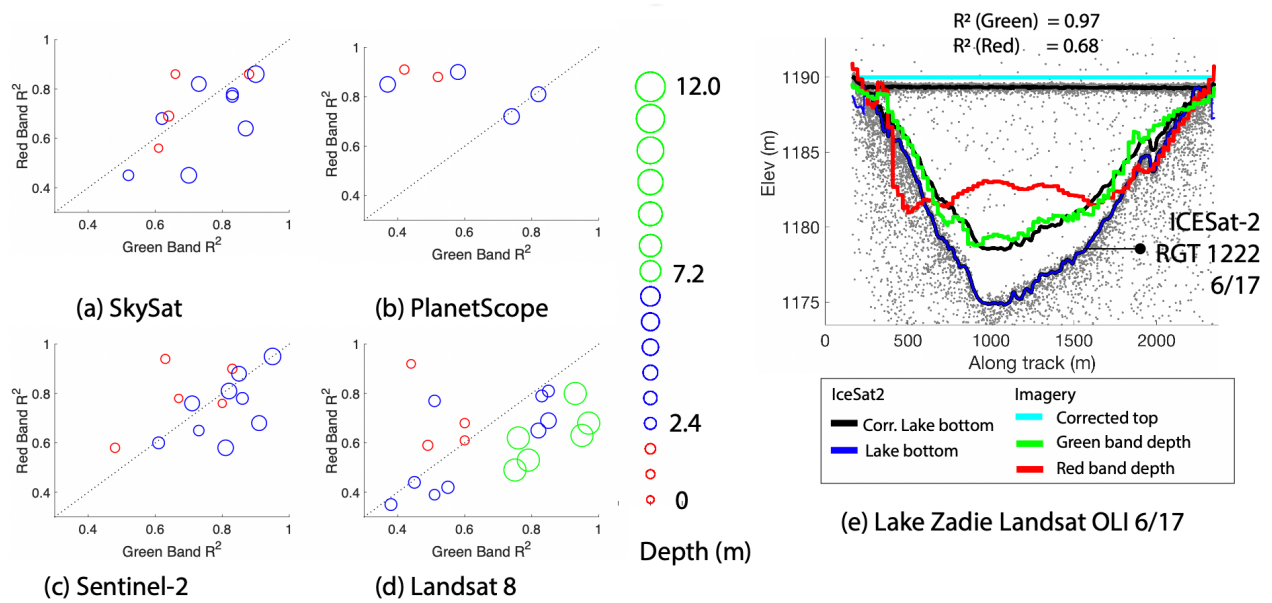 1
0.8
0.6
0.4
Red Band R²
0.4 0.6 0.8 1
Green Band R²
(a) SkySat
1
0.8
0.6
0.4
Red Band R²
0.4 0.6 0.8 1
Green Band R²
(b) PlanetScope
1
0.8
0.6
0.4
Red Band R²
0.4 0.6 0.8 1
Green Band R²
(c) Sentinel-2
1
0.8
0.6
0.4
Red Band R²
0.4 0.6 0.8 1
Green Band R²
(d) Landsat 8
12.0
7.2
2.4
0
Depth (m)
R² (Green) = 0.97
R² (Red) = 0.68
1190
1185
1180
1175
Elev (m)
0 500 1000 1500 2000
Along track (m)
ICESat-2
RGT 1222
6/17
IceSat2
Corr. Lake bottom
Lake bottom
Imagery
Corrected top
Green band depth
Red band depth
(e) Lake Zadie Landsat OLI 6/17